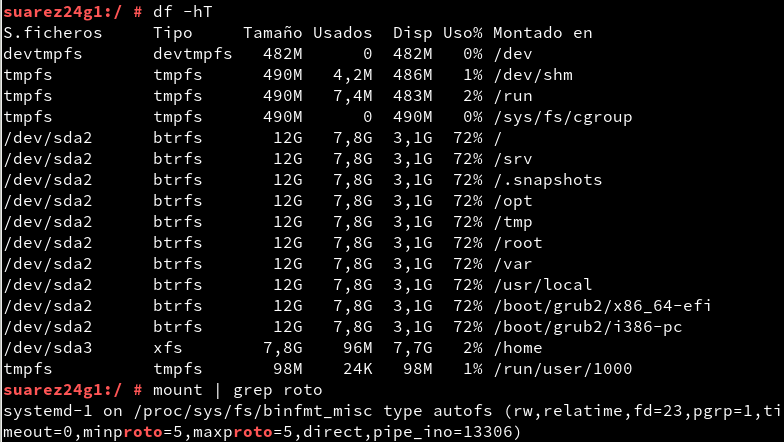 suarez24g1:/ # df -hT
S.ficheros     Tipo     Tamaño Usados  Disp Uso% Montado en
devtmpfs       devtmpfs   482M      0  482M   0% /dev
tmpfs          tmpfs      490M   4,2M  486M   1% /dev/shm
tmpfs          tmpfs      490M   7,4M  483M   2% /run
tmpfs          tmpfs      490M      0  490M   0% /sys/fs/cgroup
/dev/sda2      btrfs       12G   7,8G  3,1G  72% /
/dev/sda2      btrfs       12G   7,8G  3,1G  72% /srv
/dev/sda2      btrfs       12G   7,8G  3,1G  72% /.snapshots
/dev/sda2      btrfs       12G   7,8G  3,1G  72% /opt
/dev/sda2      btrfs       12G   7,8G  3,1G  72% /tmp
/dev/sda2      btrfs       12G   7,8G  3,1G  72% /root
/dev/sda2      btrfs       12G   7,8G  3,1G  72% /var
/dev/sda2      btrfs       12G   7,8G  3,1G  72% /usr/local
/dev/sda2      btrfs       12G   7,8G  3,1G  72% /boot/grub2/x86_64-efi
/dev/sda2      btrfs       12G   7,8G  3,1G  72% /boot/grub2/i386-pc
/dev/sda3      xfs        7,8G    96M  7,7G   2% /home
tmpfs          tmpfs       98M    24K   98M   1% /run/user/1000
suarez24g1:/ # mount | grep roto
systemd-1 on /proc/sys/fs/binfmt_misc type autofs (rw,relatime,fd=23,pgrp=1,ti
meout=0,minproto=5,maxproto=5,direct,pipe_ino=13306)